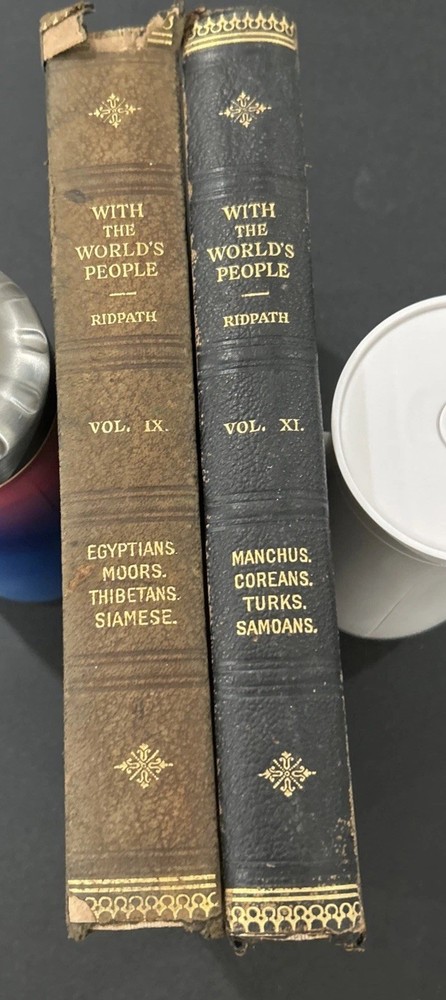 WITH
THE
WORLD'S
PEOPLE
RIDPATH
VOL. IX.
EGYPTIANS.
MOORS.
THIBETANS.
SIAMESE.
WITH
THE
WORLD'S
PEOPLE
RIDPATH
VOL. XI.
MANCHUS.
COREANS.
TURKS.
SAMOANS.